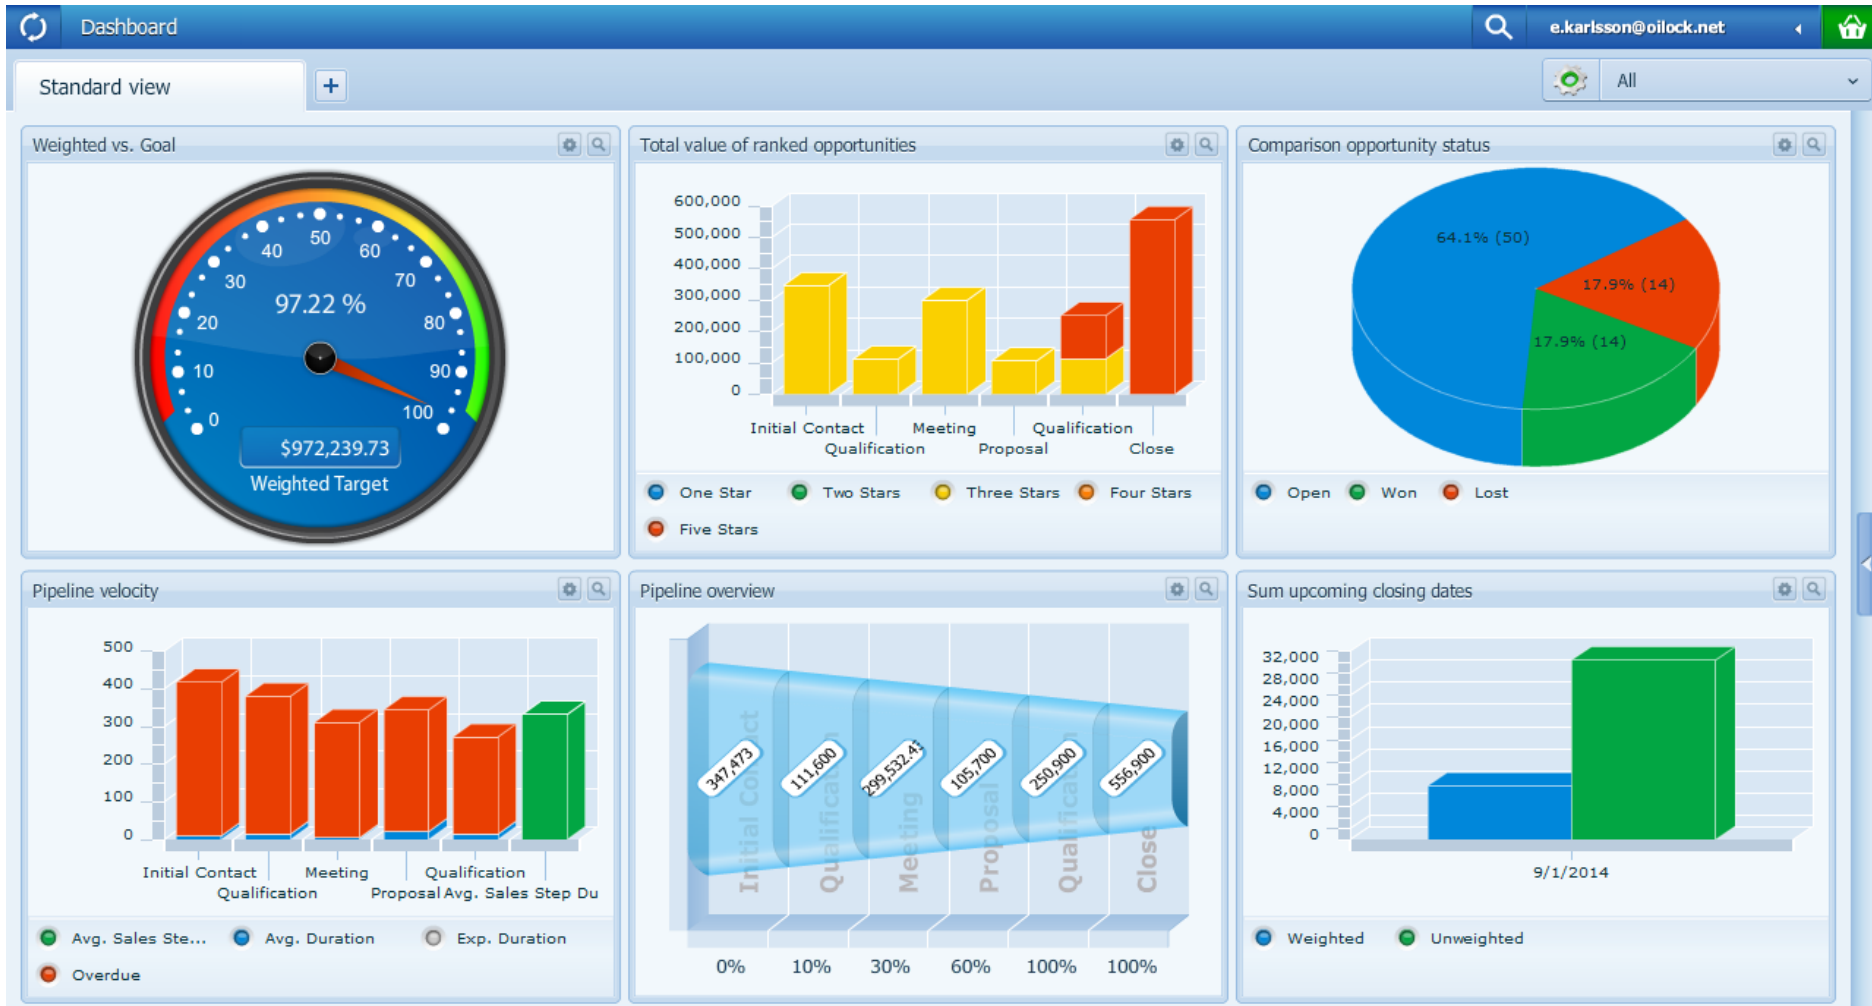 Dashboard
e.karlsson@oilock.net
Standard view
+
All
Weighted vs. Goal
0
10
20
30
40
50
60
70
80
90
100
97.22 %
$972,239.73
Weighted Target
Total value of ranked opportunities
600,000
500,000
400,000
300,000
200,000
100,000
0
Initial Contact Meeting Qualification
Qualification Proposal Close
One Star Two Stars Three Stars Four Stars
Five Stars
Comparison opportunity status
64.1% (50)
17.9% (14)
17.9% (14)
Open Won Lost
Pipeline velocity
500
400
300
200
100
0
Initial Contact Meeting Qualification
Qualification Proposal Avg. Sales Step Du
Avg. Sales Ste... Avg. Duration Exp. Duration
Overdue
Pipeline overview
347,473 111,600 299,532.43 105,700 250,900 556,900
Initial Contact Qualification Meeting Proposal Qualification Close
0% 10% 30% 60% 100% 100%
Sum upcoming closing dates
32,000
28,000
24,000
20,000
16,000
12,000
8,000
4,000
0
9/1/2014
Weighted Unweighted